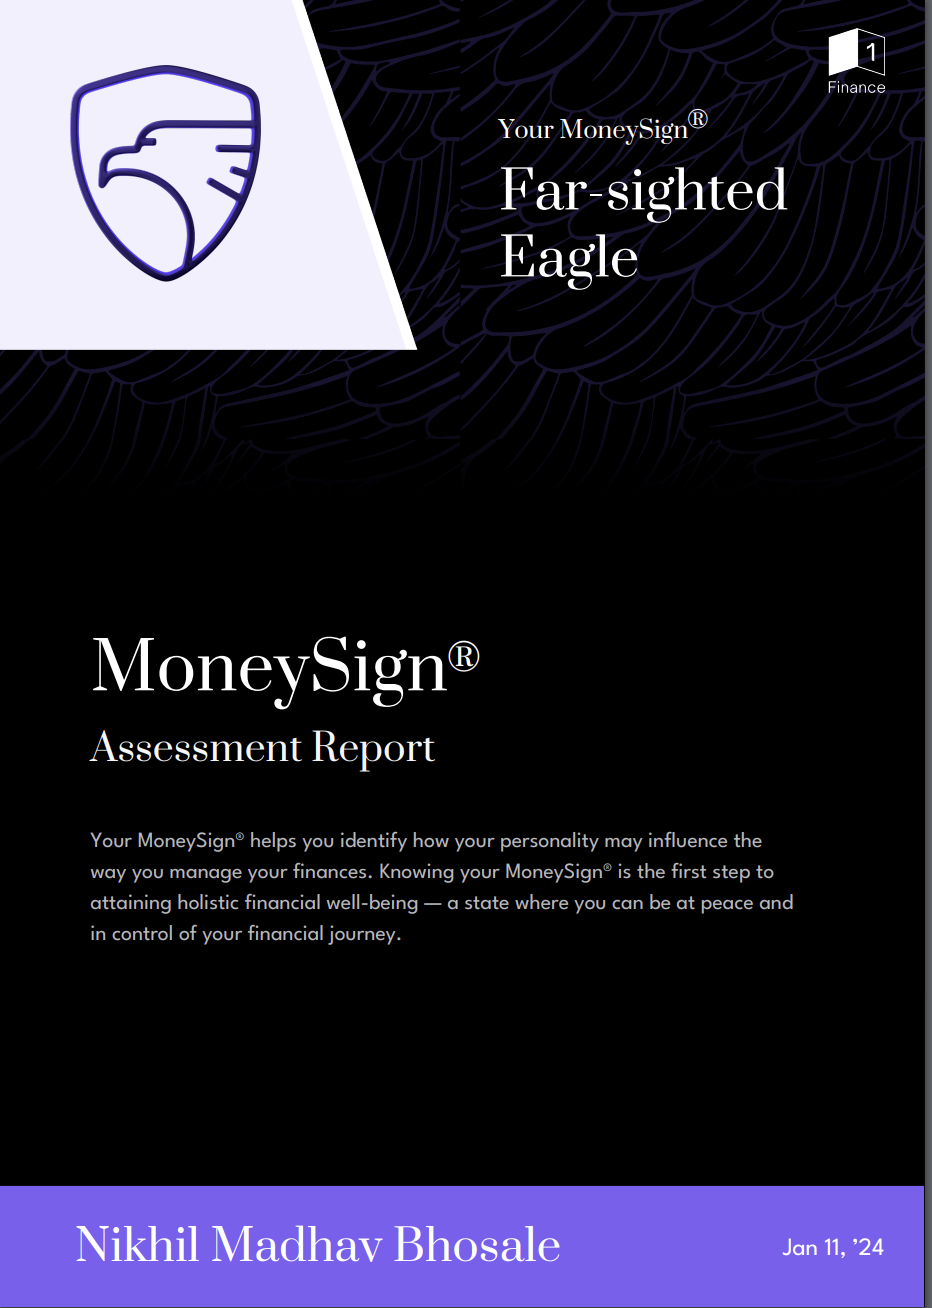 1
Finance
Your MoneySign®
Far-sighted
Eagle
MoneySign®
Assessment Report
Your MoneySign® helps you identify how your personality may influence the
way you manage your finances. Knowing your MoneySign® is the first step to
attaining holistic financial well-being — a state where you can be at peace and
in control of your financial journey.
Nikhil Madhav Bhosale
Jan 11, ’24